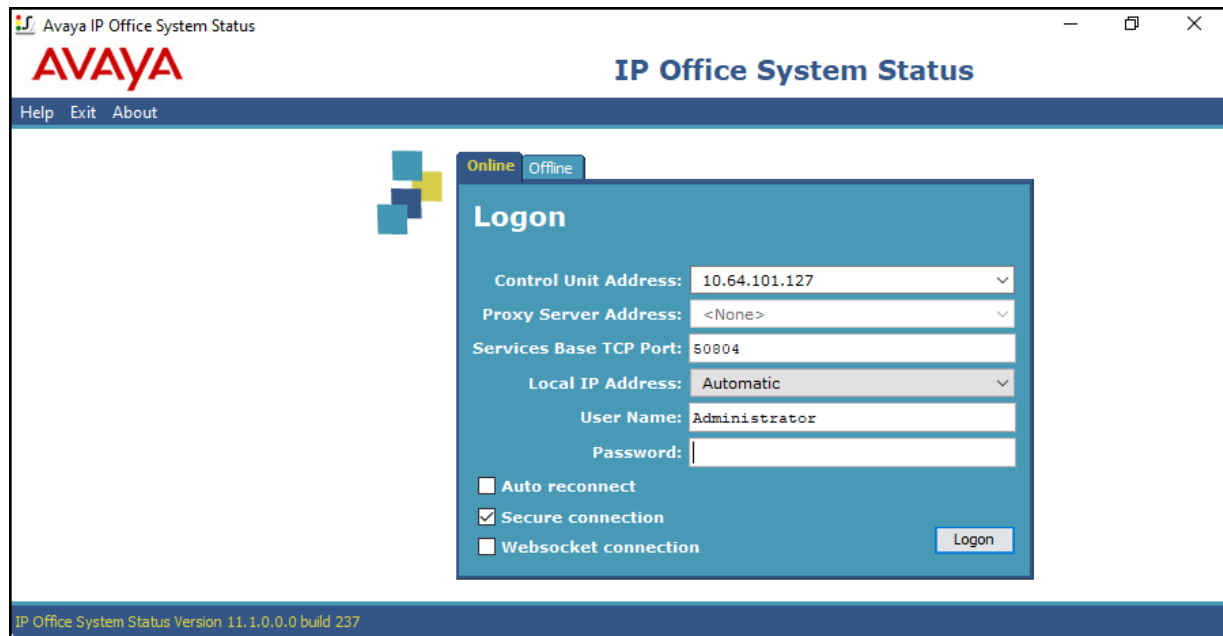 Avaya IP Office System Status
AVAYA
IP Office System Status
Help Exit About
Online Offline
Logon
Control Unit Address: 10.64.101.127
Proxy Server Address: <None>
Services Base TCP Port: 50804
Local IP Address: Automatic
User Name: Administrator
Password:
Auto reconnect
Secure connection
Websocket connection
Logon
IP Office System Status Version 11.1.0.0.0 build 237